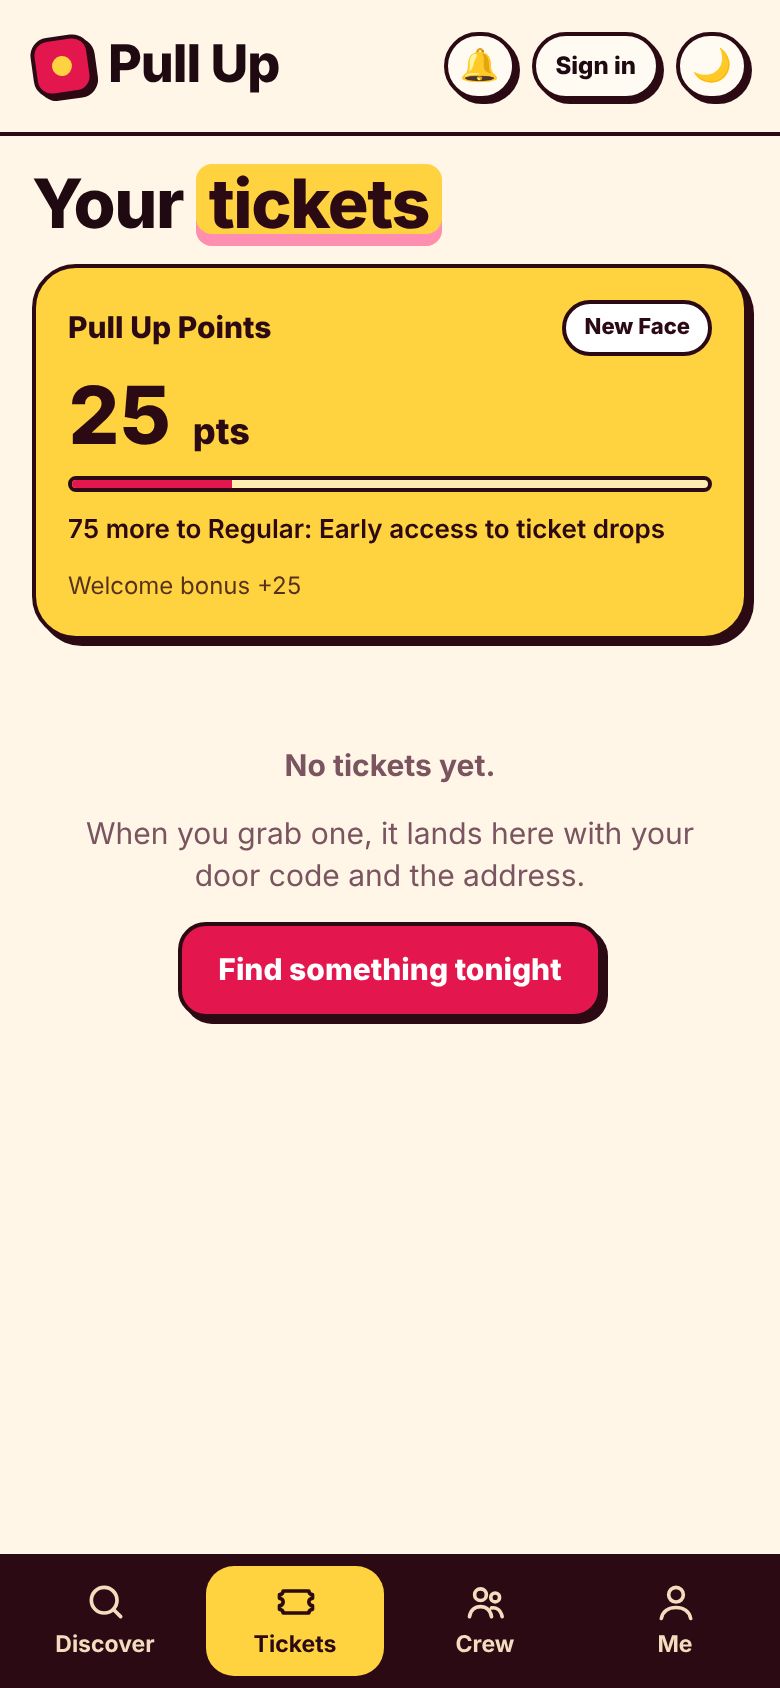 Pull Up
Sign in
Your tickets
Pull Up Points
New Face
25 pts
75 more to Regular: Early access to ticket drops
Welcome bonus +25
No tickets yet.
When you grab one, it lands here with your
door code and the address.
Find something tonight
Discover
Tickets
Crew
Me